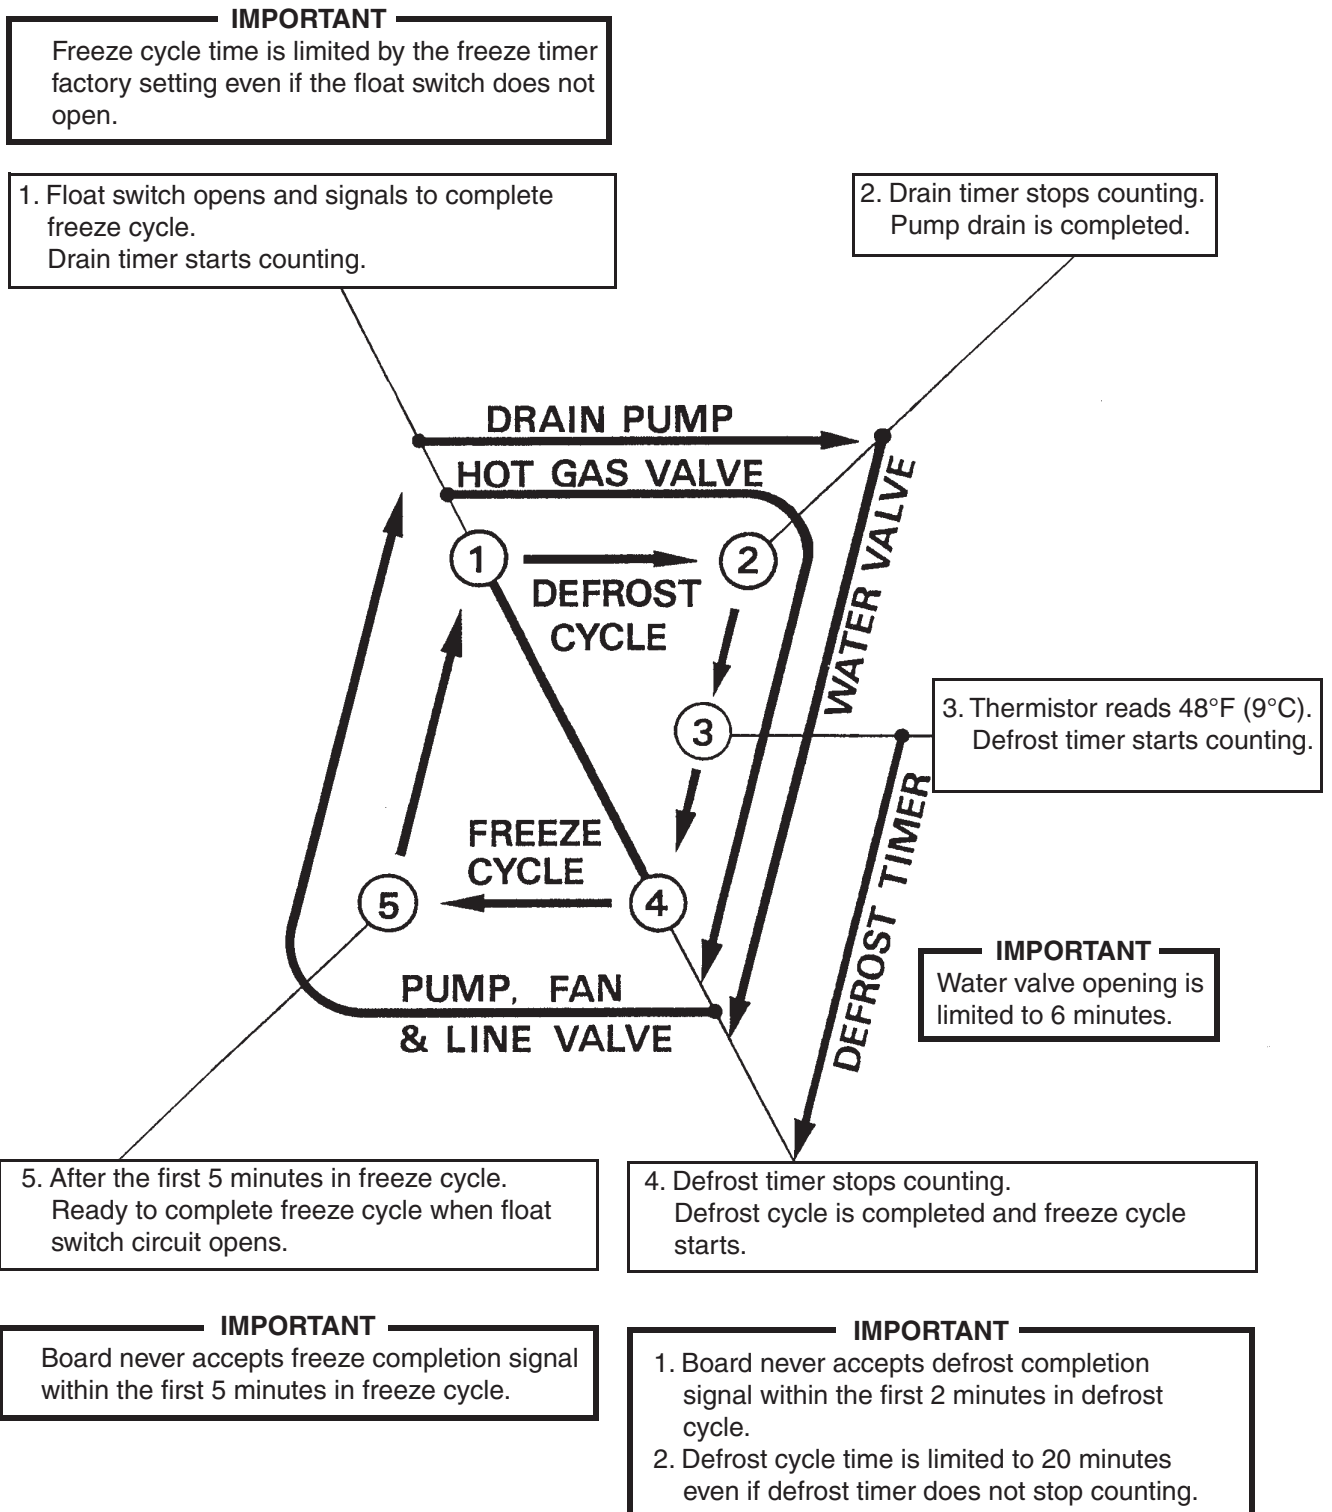 IMPORTANT
Freeze cycle time is limited by the freeze timer
factory setting even if the float switch does not
open.
1. Float switch opens and signals to complete
freeze cycle.
Drain timer starts counting.
2. Drain timer stops counting.
Pump drain is completed.
DRAIN PUMP
HOT GAS VALVE
WATER VALVE
1
2
DEFROST
CYCLE
3
3. Thermistor reads 48°F (9°C).
Defrost timer starts counting.
DEFROST TIMER
FREEZE
CYCLE
5
4
PUMP, FAN
& LINE VALVE
IMPORTANT
Water valve opening is
limited to 6 minutes.
5. After the first 5 minutes in freeze cycle.
Ready to complete freeze cycle when float
switch circuit opens.
4. Defrost timer stops counting.
Defrost cycle is completed and freeze cycle
starts.
IMPORTANT
Board never accepts freeze completion signal
within the first 5 minutes in freeze cycle.
IMPORTANT
1. Board never accepts defrost completion
signal within the first 2 minutes in defrost
cycle.
2. Defrost cycle time is limited to 20 minutes
even if defrost timer does not stop counting.